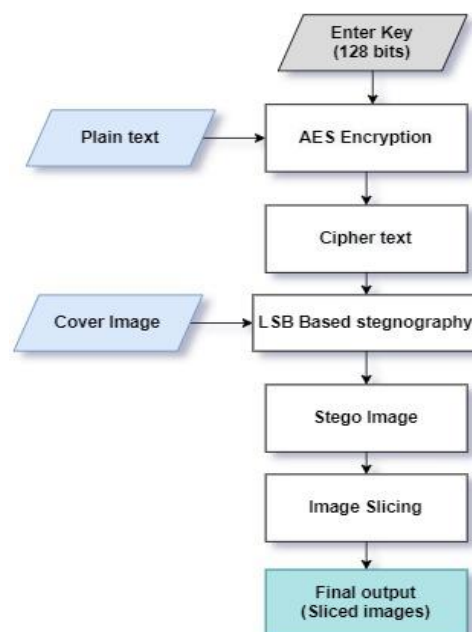 Enter Key
(128 bits)
Plain text
AES Encryption
Cipher text
Cover Image
LSB Based stegnography
Stego Image
Image Slicing
Final output
(Sliced images)